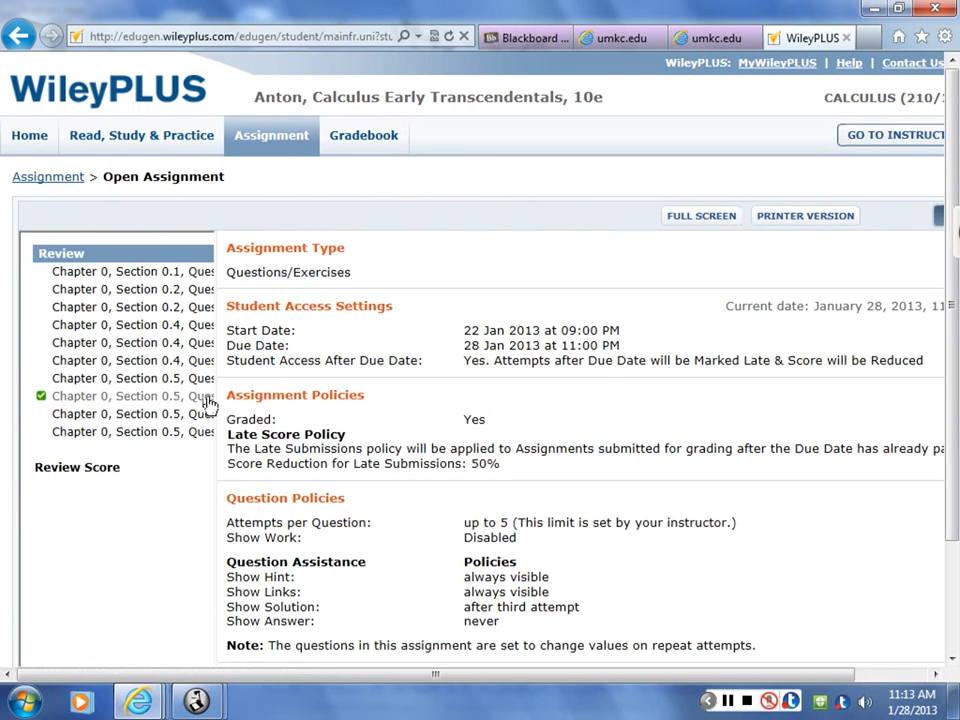 http://edugen.wileyplus.com/edugen/student/mainfr.uni?stu
Blackboard ...
umkc.edu
umkc.edu
WileyPLUS
WileyPLUS: MyWileyPLUS | Help | Contact Us
WileyPLUS
Anton, Calculus Early Transcendentals, 10e
CALCULUS (210/
Home
Read, Study & Practice
Assignment
Gradebook
GO TO INSTRUCT
Assignment > Open Assignment
FULL SCREEN
PRINTER VERSION
Review
Chapter 0, Section 0.1, Ques
Chapter 0, Section 0.2, Ques
Chapter 0, Section 0.2, Ques
Chapter 0, Section 0.4, Ques
Chapter 0, Section 0.4, Ques
Chapter 0, Section 0.4, Ques
Chapter 0, Section 0.5, Ques
Chapter 0, Section 0.5, Ques
Chapter 0, Section 0.5, Ques
Chapter 0, Section 0.5, Ques
Review Score
Assignment Type
Questions/Exercises
Student Access Settings
Current date: January 28, 2013, 11
Start Date: 22 Jan 2013 at 09:00 PM
Due Date: 28 Jan 2013 at 11:00 PM
Student Access After Due Date: Yes. Attempts after Due Date will be Marked Late & Score will be Reduced
Assignment Policies
Graded: Yes
Late Score Policy
The Late Submissions policy will be applied to Assignments submitted for grading after the Due Date has already pa
Score Reduction for Late Submissions: 50%
Question Policies
Attempts per Question: up to 5 (This limit is set by your instructor.)
Show Work: Disabled
Question Assistance Policies
Show Hint: always visible
Show Links: always visible
Show Solution: after third attempt
Show Answer: never
Note: The questions in this assignment are set to change values on repeat attempts.
11:13 AM
1/28/2013